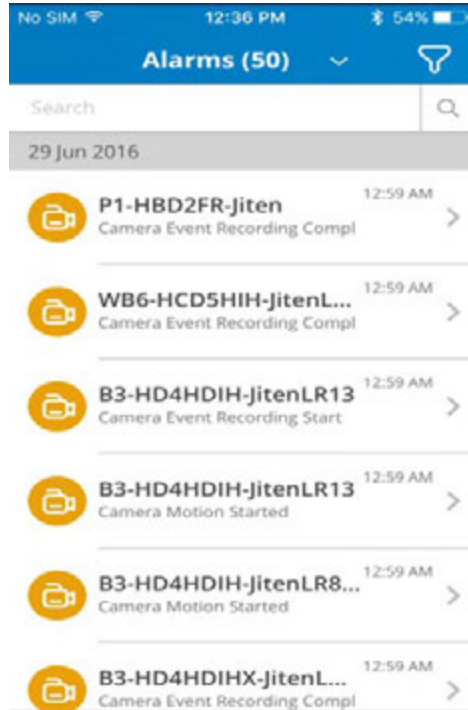 No SIM 12:36 PM 54%
Alarms (50)
Search
29 Jun 2016
P1-HBD2FR-Jiten 12:59 AM
Camera Event Recording Compl
WB6-HCD5HIH-JitenL... 12:59 AM
Camera Event Recording Compl
B3-HD4HDIH-JitenLR13 12:59 AM
Camera Event Recording Start
B3-HD4HDIH-JitenLR13 12:59 AM
Camera Motion Started
B3-HD4HDIH-JitenLR8... 12:59 AM
Camera Motion Started
B3-HD4HDIHX-JitenL... 12:59 AM
Camera Event Recording Compl